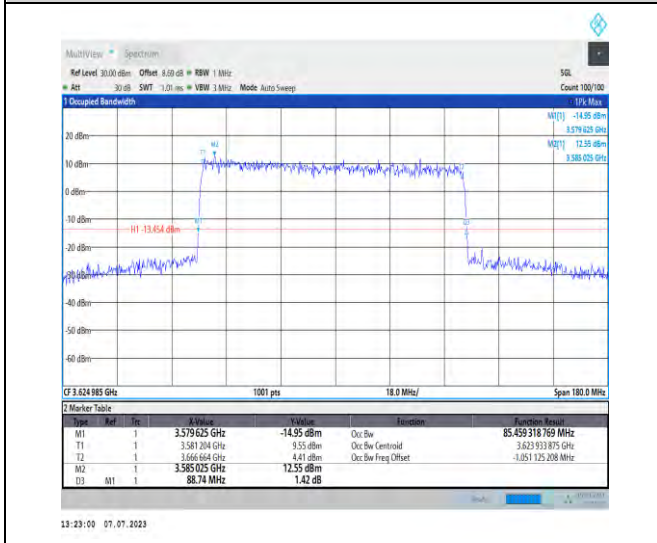 MultiView Spectrum
Ref Level 30.00 dBm Offset 8.60 dB RBW 1 MHz SGL
Att 30 dB SWT 1.01 ms VBW 3 MHz Mode Auto Sweep Count 100/100
1 Occupied Bandwidth 1Pk Max
M1[1] -14.95 dBm
3.579 625 GHz
M2[1] 12.55 dBm
3.585 025 GHz
20 dBm
M2
T1
10 dBm
0 dBm
-10 dBm
H1 -13.454 dBm
-20 dBm
-30 dBm
-40 dBm
-50 dBm
-60 dBm
CF 3.624 985 GHz 1001 pts 18.0 MHz/ Span 180.0 MHz
2 Marker Table
Type Ref Trc X-Value Y-Value Function Function Result
M1 1 3.579 625 GHz -14.95 dBm Occ Bw 85.459 318 769 MHz
T1 1 3.581 204 GHz 9.55 dBm Occ Bw Centroid 3.623 933 875 GHz
T2 1 3.666 664 GHz 4.41 dBm Occ Bw Freq Offset -1.051 125 208 MHz
M2 1 3.585 025 GHz 12.55 dBm
D3 M1 1 88.74 MHz 1.42 dB
13:23:00 07.07.2023